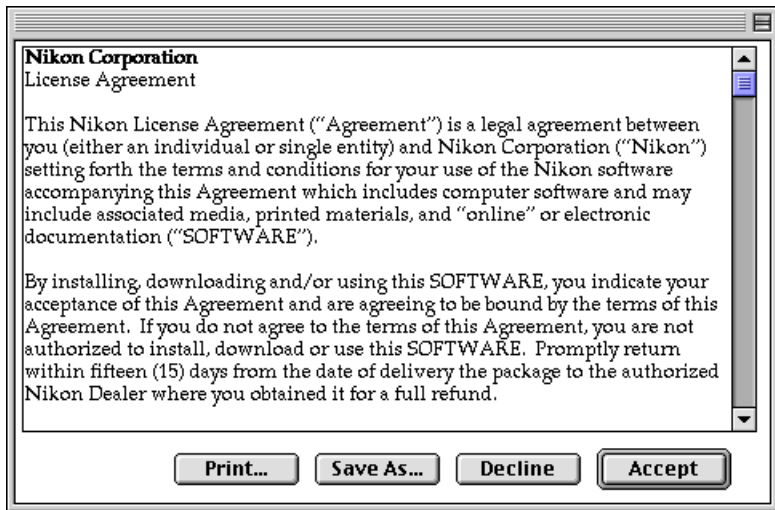 Nikon Corporation
License Agreement
This Nikon License Agreement (“Agreement”) is a legal agreement between
you (either an individual or single entity) and Nikon Corporation (“Nikon”)
setting forth the terms and conditions for your use of the Nikon software
accompanying this Agreement which includes computer software and may
include associated media, printed materials, and “online” or electronic
documentation (“SOFTWARE”).
By installing, downloading and/or using this SOFTWARE, you indicate your
acceptance of this Agreement and are agreeing to be bound by the terms of this
Agreement.  If you do not agree to the terms of this Agreement, you are not
authorized to install, download or use this SOFTWARE.  Promptly return
within fifteen (15) days from the date of delivery the package to the authorized
Nikon Dealer where you obtained it for a full refund.
Print... Save As... Decline Accept